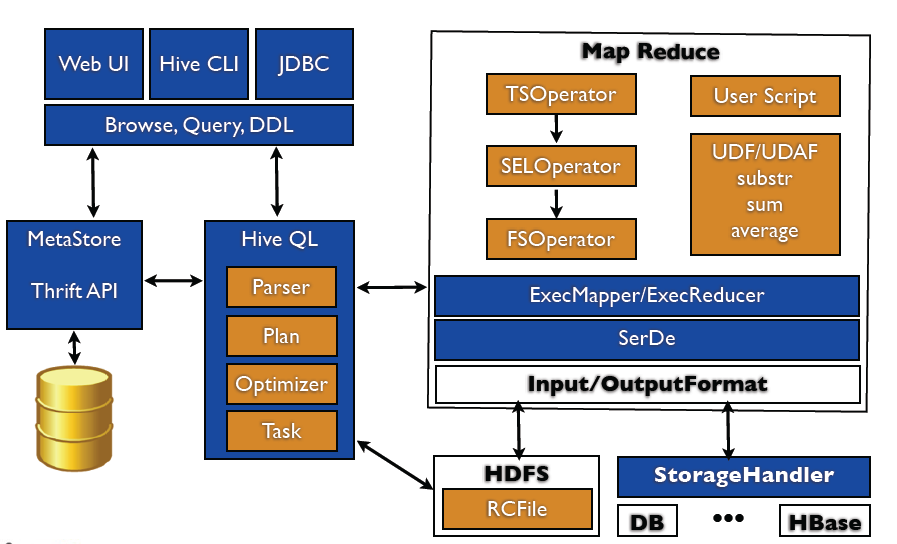 Web UI
Hive CLI
JDBC
Browse, Query, DDL
MetaStore
Thrift API
Hive QL
Parser
Plan
Optimizer
Task
Map Reduce
TSOperator
SELOperator
FSOperator
User Script
UDF/UDAF
substr
sum
average
ExecMapper/ExecReducer
SerDe
Input/OutputFormat
HDFS
RCFile
StorageHandler
DB
•••
HBase